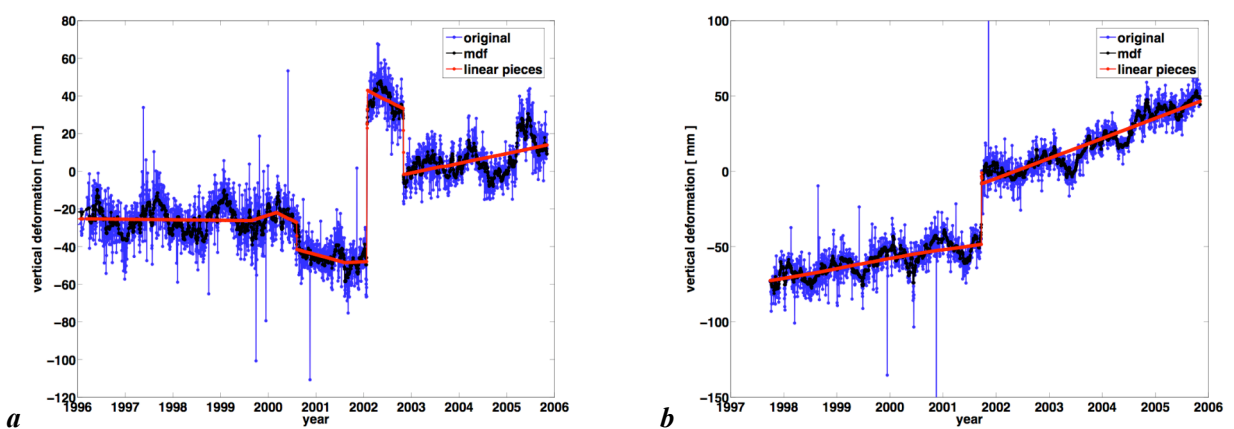 80
60
40
20
0
−20
−40
−60
−80
−100
−120
vertical deformation [ mm ]
1996 1997 1998 1999 2000 2001 2002 2003 2004 2005 2006
year
original
mdf
linear pieces
a
100
50
0
−50
−100
−150
vertical deformation [ mm ]
1997 1998 1999 2000 2001 2002 2003 2004 2005 2006
year
original
mdf
linear pieces
b